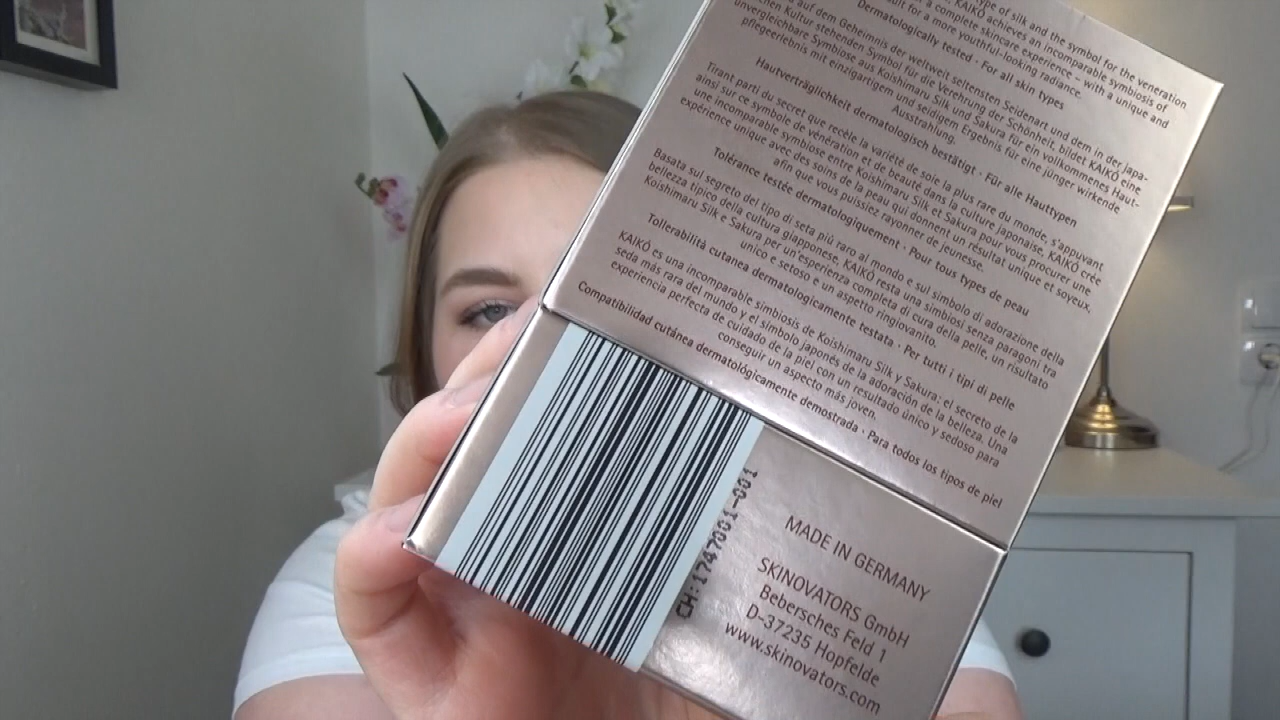 ype of silk and the symbol for the veneration
KAIKŌ achieves an incomparable symbiosis of
a complete skincare experience – with a unique and
sult for a more youthful-looking radiance.
Dermatologically tested · For all skin types
auf dem Geheimnis der weltweit seltensten Seidenart und dem in der japa-
chen Kultur stehenden Symbol für die Verehrung der Schönheit, bildet KAIKŌ eine
unvergleichbare Symbiose aus Koishimaru Silk und Sakura für ein vollkommenes Haut-
pflegeerlebnis mit einzigartigem und seidigem Ergebnis für eine jünger wirkende
Ausstrahlung.
Hautverträglichkeit dermatologisch bestätigt · Für alle Hauttypen
Tirant parti du secret que recèle la variété de soie la plus rare du monde, s'appuyant
ainsi sur ce symbole de vénération et de beauté dans la culture japonaise, KAIKŌ crée
une incomparable symbiose entre Koishimaru Silk et Sakura pour vous procurer une
expérience unique avec des soins de la peau qui donnent un résultat unique et soyeux,
afin que vous puissiez rayonner de jeunesse.
Tolérance testée dermatologiquement · Pour tous types de peau
Basata sul segreto del tipo di seta più raro al mondo e sul simbolo di adorazione della
bellezza tipico della cultura giapponese, KAIKŌ resta una simbiosi senza paragoni tra
Koishimaru Silk e Sakura per un'esperienza completa di cura della pelle, un risultato
unico e setoso e un aspetto ringiovanito.
Tollerabilità cutanea dermatologicamente testata · Per tutti i tipi di pelle
KAIKŌ es una incomparable simbiosis de Koishimaru Silk y Sakura: el secreto de la
seda más rara del mundo y el símbolo japonés de la adoración de la belleza. Una
experiencia perfecta de cuidado de la piel con un resultado único y sedoso para
conseguir un aspecto más joven.
Compatibilidad cutánea dermatológicamente demostrada · Para todos los tipos de piel
CH:1747001-001
MADE IN GERMANY
SKINOVATORS GmbH
Bebersches Feld 1
D-37235 Hopfelde
www.skinovators.com